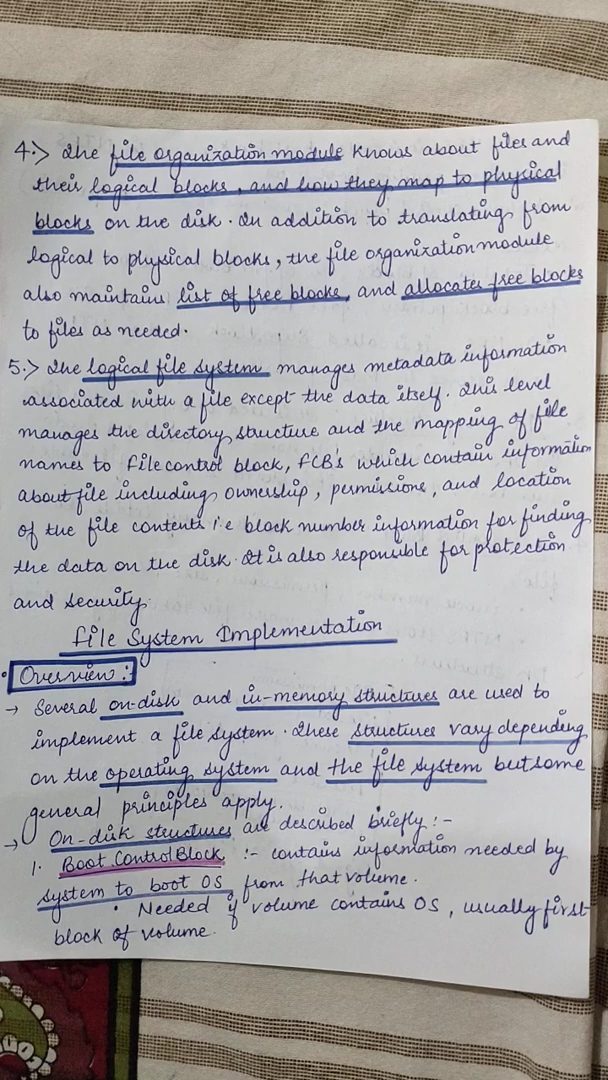 4:> The file organization module knows about files and
their logical blocks, and how they map to physical
blocks on the disk. In addition to translating from
logical to physical blocks, the file organization module
also maintains list of free blocks, and allocates free blocks
to files as needed.
5:> The logical file system manages metadata information
associated with a file except the data itself. This level
manages the directory structure and the mapping of file
names to file control block, FCB's which contain information
about file including ownership, permissions, and location
of the file contents i.e block number information for finding
the data on the disk. It is also responsible for protection
and security.
File System Implementation
• Overview:
→ Several on-disk and in-memory structures are used to
implement a file system. These structures vary depending
on the operating system and the file system but some
general principles apply.
→ On-disk structures are described briefly:-
1. Boot Control Block :- contains information needed by
system to boot OS from that volume.
• Needed if volume contains OS, usually first
block of volume.